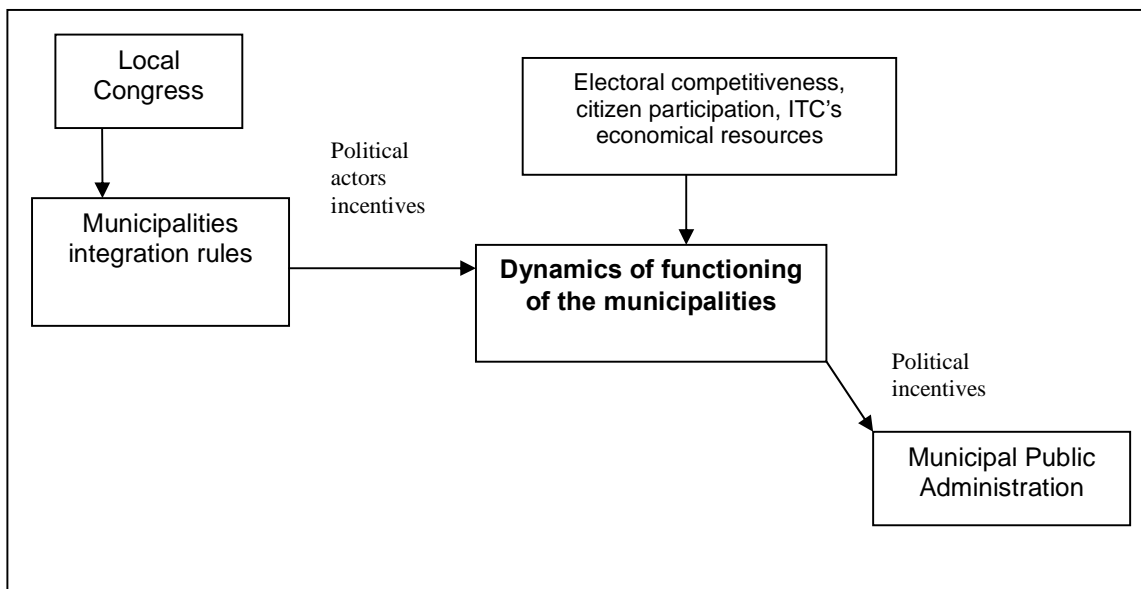 Local
Congress
Electoral competitiveness,
citizen participation, ITC’s
economical resources
Political
actors
incentives
Municipalities
integration rules
Dynamics of functioning
of the municipalities
Political
incentives
Municipal Public
Administration